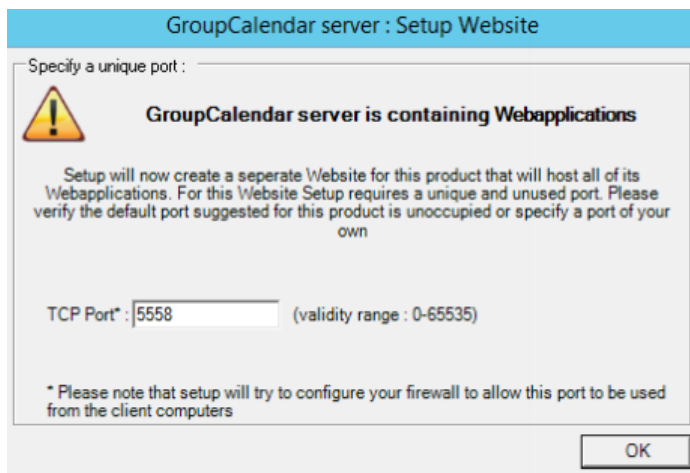 GroupCalendar server : Setup Website
Specify a unique port :
GroupCalendar server is containing Webapplications
Setup will now create a seperate Website for this product that will host all of its
Webapplications. For this Website Setup requires a unique and unused port. Please
verify the default port suggested for this product is unoccupied or specify a port of your
own
TCP Port* : 5558 (validity range : 0-65535)
* Please note that setup will try to configure your firewall to allow this port to be used
from the client computers
OK